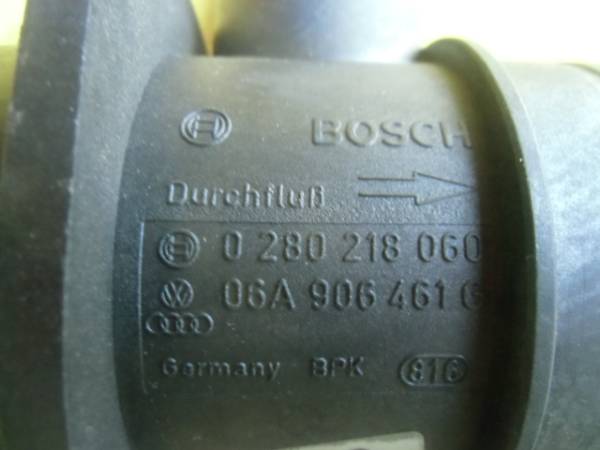 BOSCH
Durchfluß
0 280 218 060
06A 906 461
Germany BPK 816